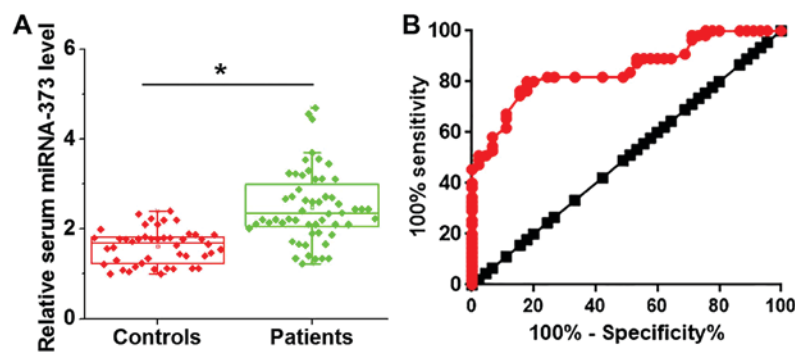 A
Relative serum miRNA-373 level
6
4
2
0
*
Controls
Patients
B
100% sensitivity
100
80
60
40
20
0
0
20
40
60
80
100
100% - Specificity%